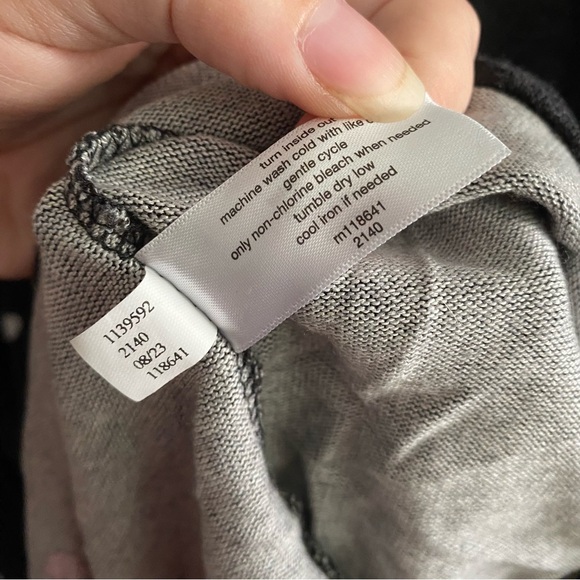 turn inside out
machine wash cold with like
gentle cycle
only non-chlorine bleach when needed
tumble dry low
cool iron if needed
m118641
2140
1139592
2140
08/23
118641